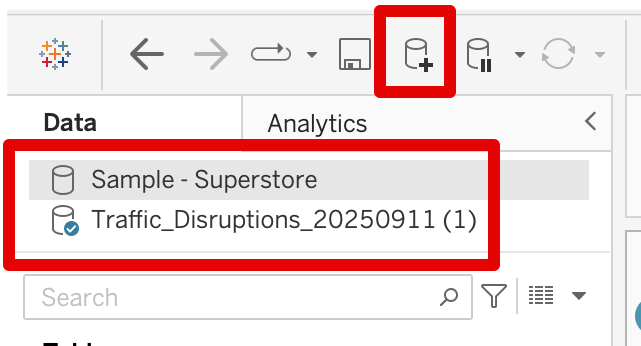 Data
Analytics
Sample - Superstore
Traffic_Disruptions_20250911 (1)
Search